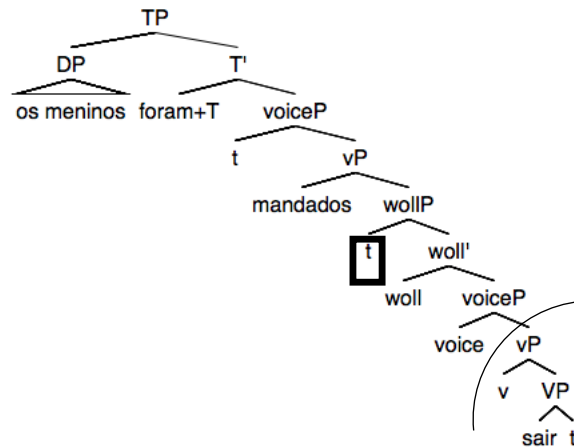 TP
DP T'
os meninos foram+T voiceP
t vP
mandados wollP
t woll'
woll voiceP
voice vP
v VP
sair t